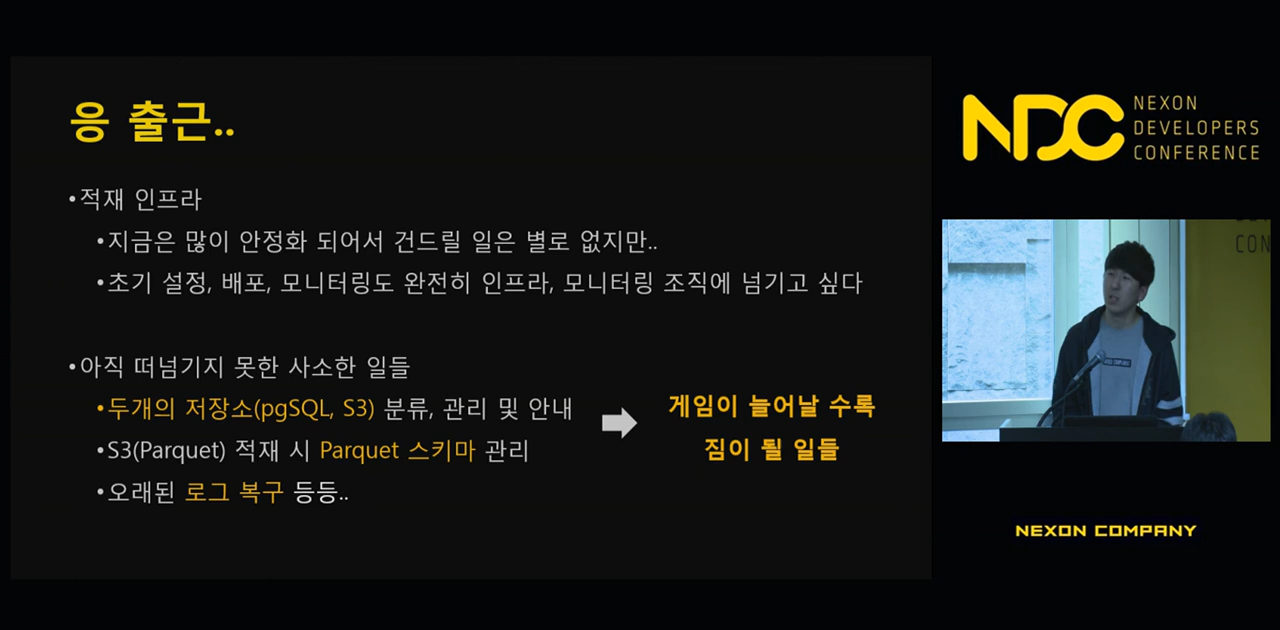 응 출근..
•적재 인프라
•지금은 많이 안정화 되어서 건드릴 일은 별로 없지만..
•초기 설정, 배포, 모니터링도 완전히 인프라, 모니터링 조직에 넘기고 싶다
•아직 떠넘기지 못한 사소한 일들
•두개의 저장소(pgSQL, S3) 분류, 관리 및 안내
•S3(Parquet) 적재 시 Parquet 스키마 관리
•오래된 로그 복구 등등..
게임이 늘어날 수록
짐이 될 일들
NDC
NEXON
DEVELOPERS
CONFERENCE
CON
NEXON COMPANY